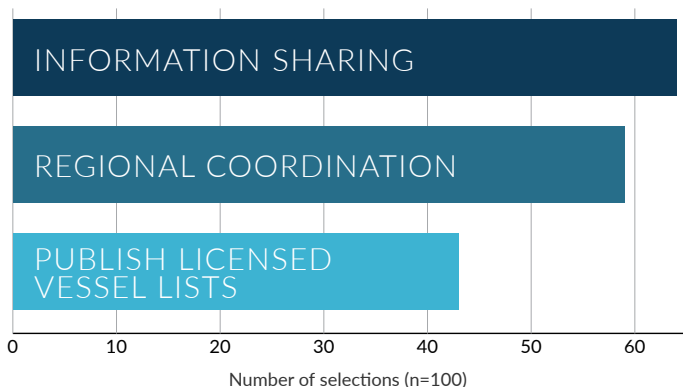 INFORMATION SHARING
REGIONAL COORDINATION
PUBLISH LICENSED
VESSEL LISTS
0 10 20 30 40 50 60
Number of selections (n=100)